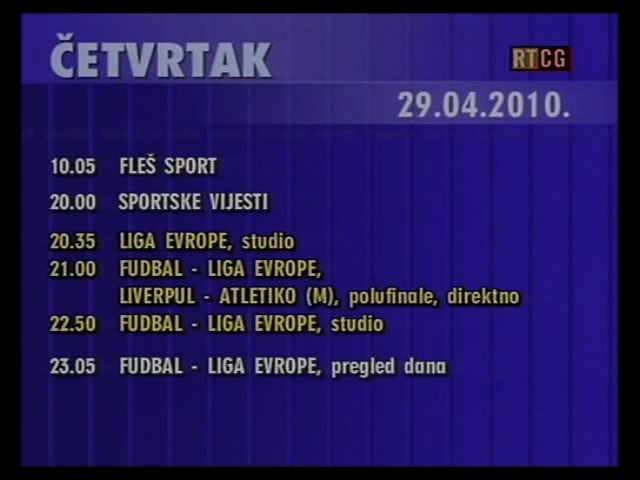 ČETVRTAK
RTCG
29.04.2010.
10.05 FLEŠ SPORT
20.00 SPORTSKE VIJESTI
20.35 LIGA EVROPE, studio
21.00 FUDBAL - LIGA EVROPE,
LIVERPUL - ATLETIKO (M), polufinale, direktno
22.50 FUDBAL - LIGA EVROPE, studio
23.05 FUDBAL - LIGA EVROPE, pregled dana